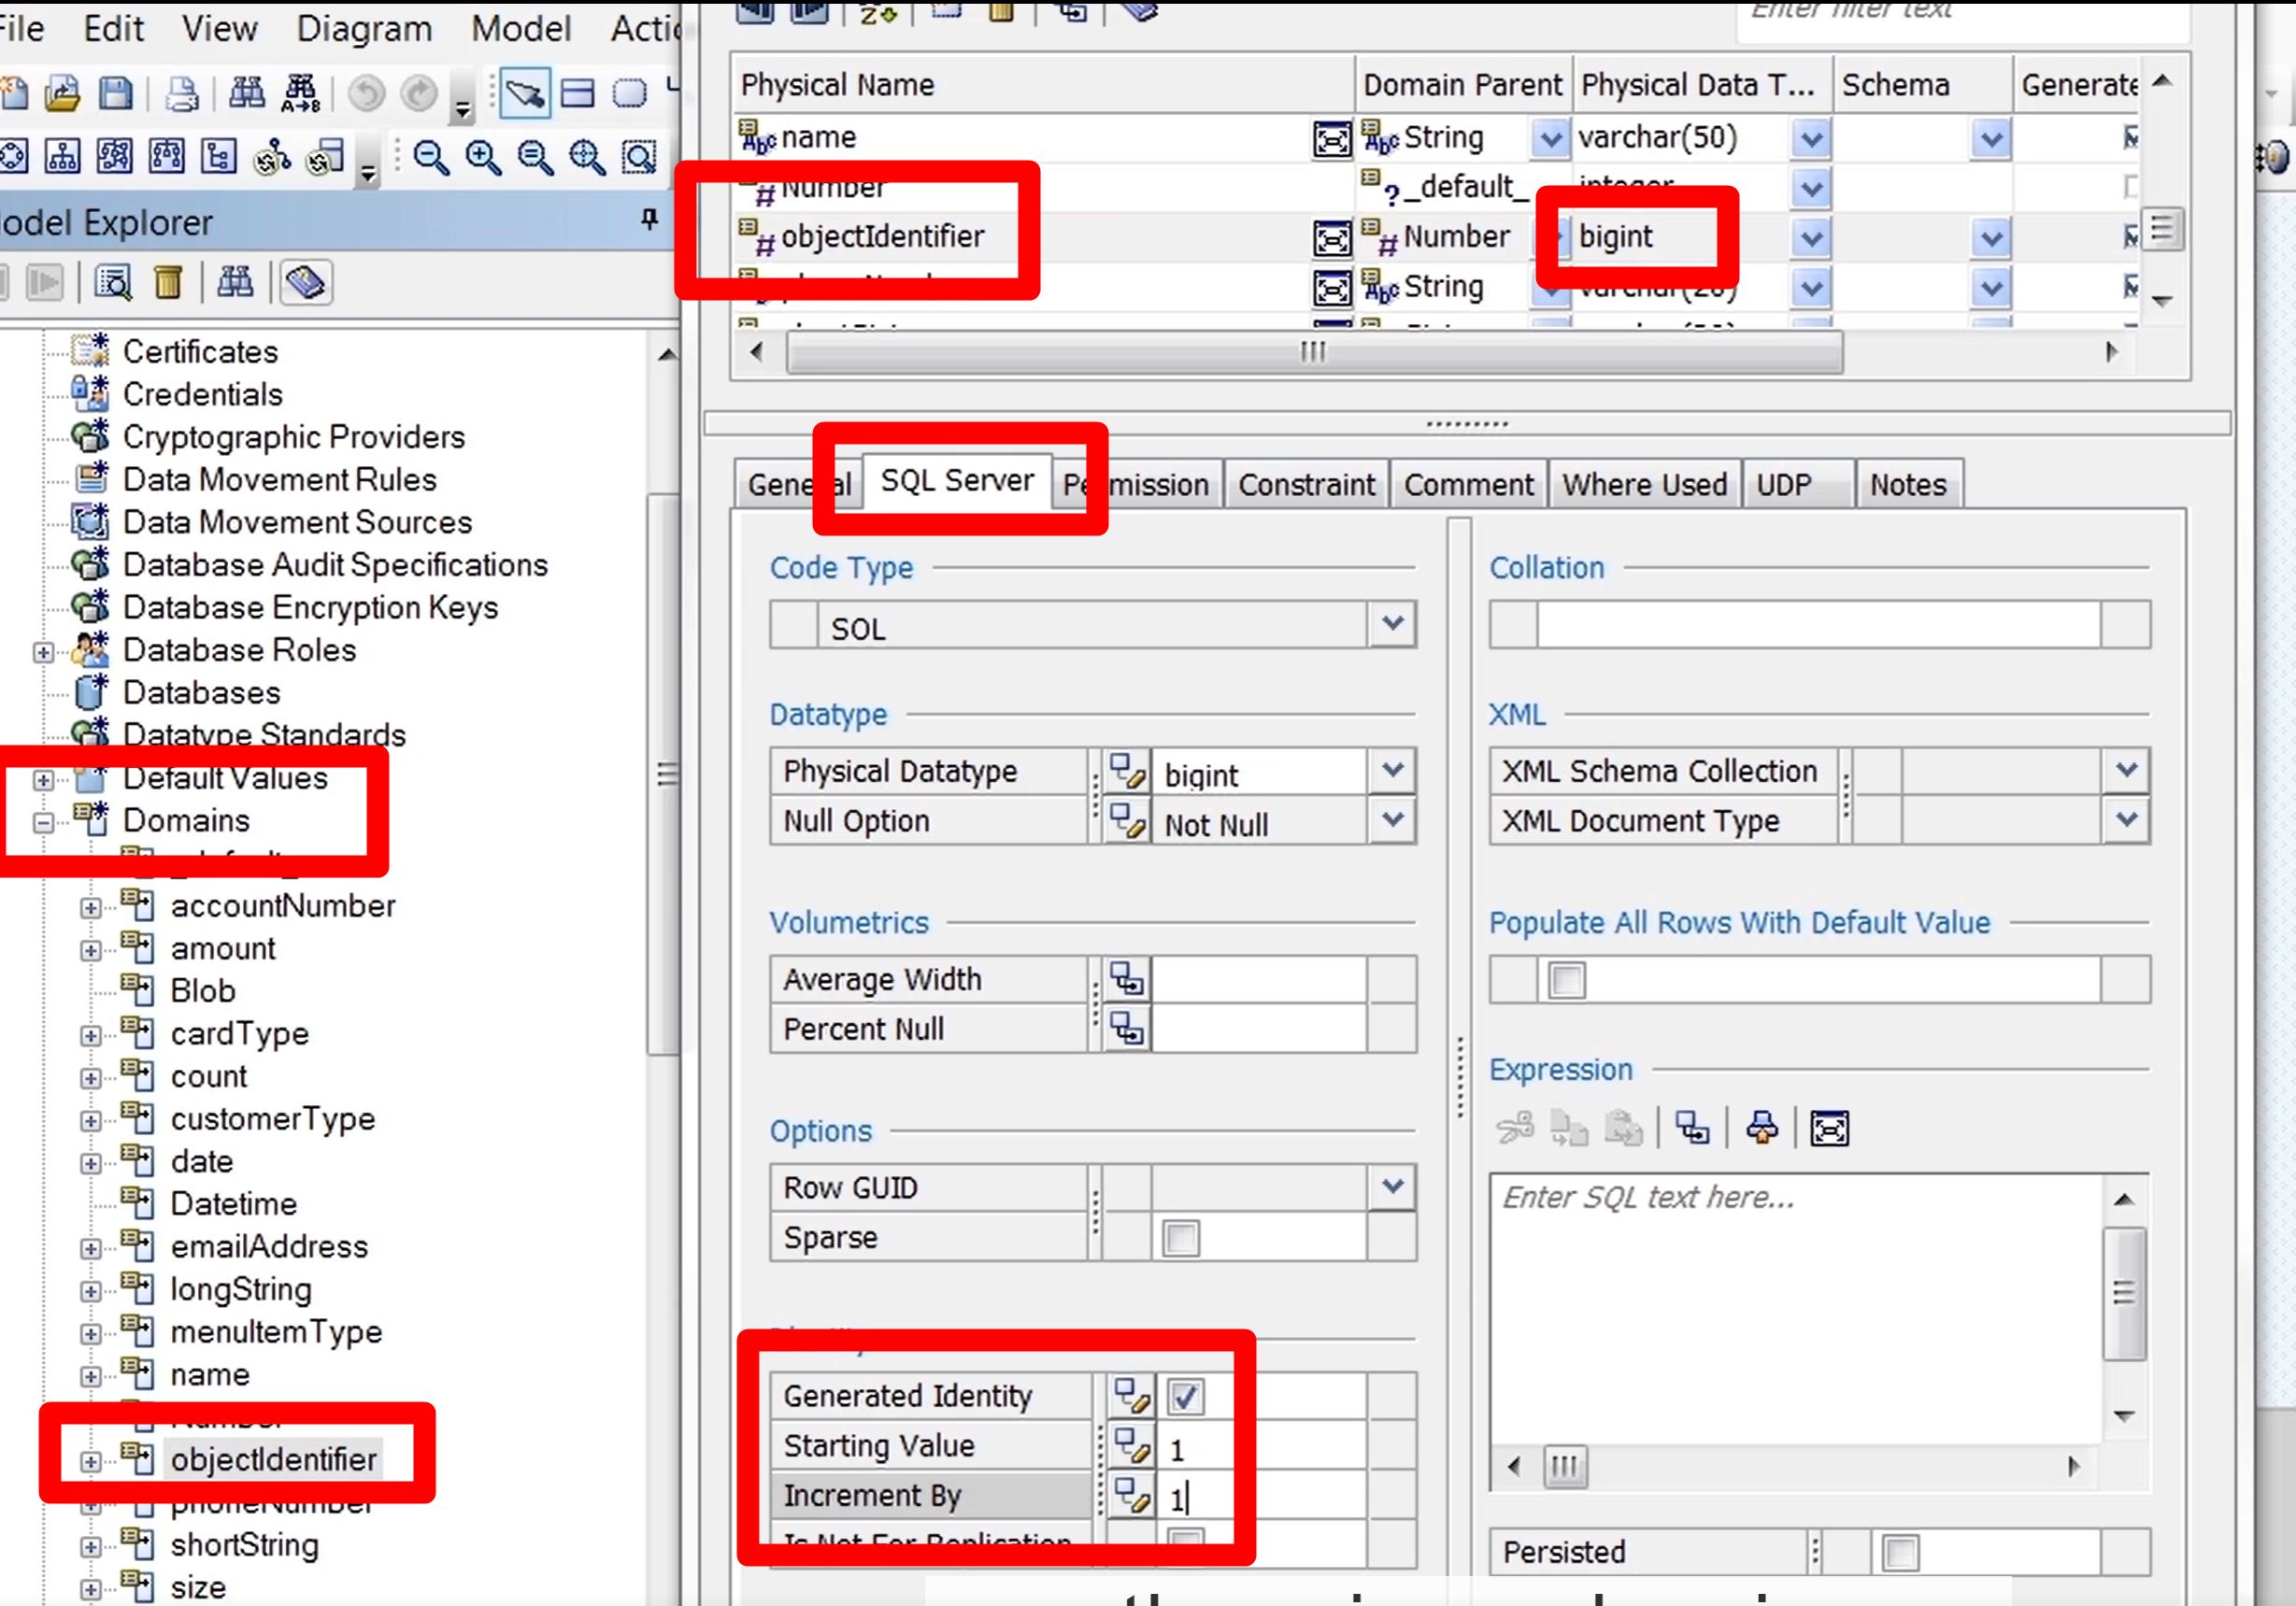 File Edit View Diagram Model
A→B
Model Explorer
Certificates
Credentials
Cryptographic Providers
Data Movement Rules
Data Movement Sources
Database Audit Specifications
Database Encryption Keys
Database Roles
Databases
Datatype Standards
Default Values
Domains
accountNumber
amount
Blob
cardType
count
customerType
date
Datetime
emailAddress
longString
menuItemType
name
Number
objectIdentifier
phoneNumber
shortString
size
Enter filter text
Physical Name Domain Parent Physical Data T... Schema Generate
name String varchar(50)
Number _default_ integer
objectIdentifier Number bigint
String varchar(20)
General SQL Server Permission Constraint Comment Where Used UDP Notes
Code Type
SQL
Datatype
Physical Datatype bigint
Null Option Not Null
Volumetrics
Average Width
Percent Null
Options
Row GUID
Sparse
Generated Identity
Starting Value 1
Increment By 1
Is Not For Replication
Collation
XML
XML Schema Collection
XML Document Type
Populate All Rows With Default Value
Expression
Enter SQL text here...
Persisted